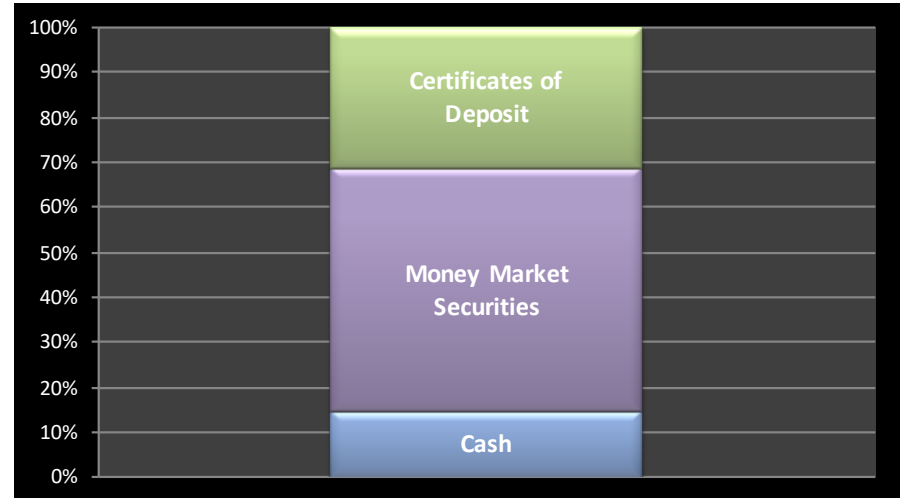 100%
90%
80%
70%
60%
50%
40%
30%
20%
10%
0%
Certificates of
Deposit
Money Market
Securities
Cash